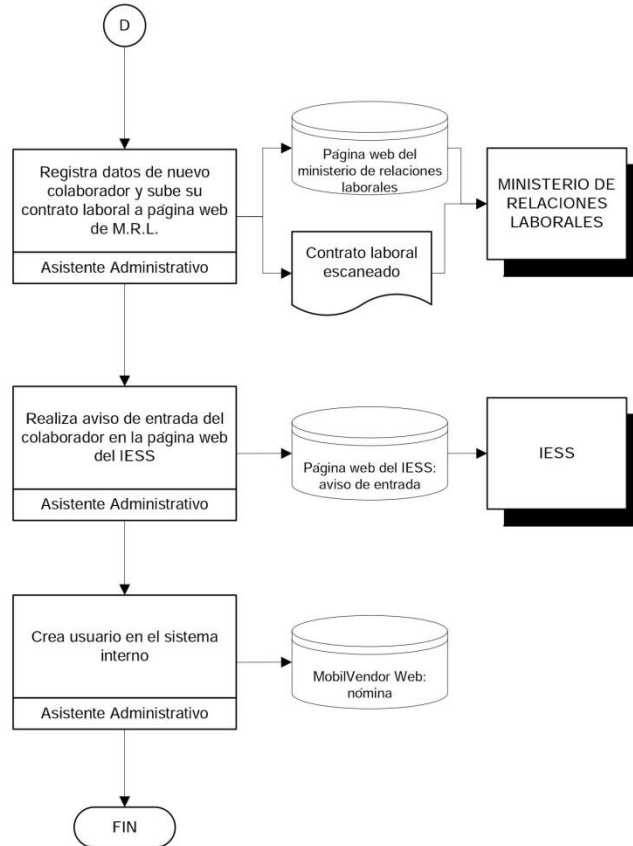 D
Registra datos de nuevo
colaborador y sube su
contrato laboral a página web
de M.R.L.
Asistente Administrativo
Página web del
ministerio de relaciones
laborales
Contrato laboral
escaneado
MINISTERIO DE
RELACIONES
LABORALES
Realiza aviso de entrada del
colaborador en la página web
del IESS
Asistente Administrativo
Página web del IESS:
aviso de entrada
IESS
Crea usuario en el sistema
interno
Asistente Administrativo
MobilVendor Web:
nómina
FIN